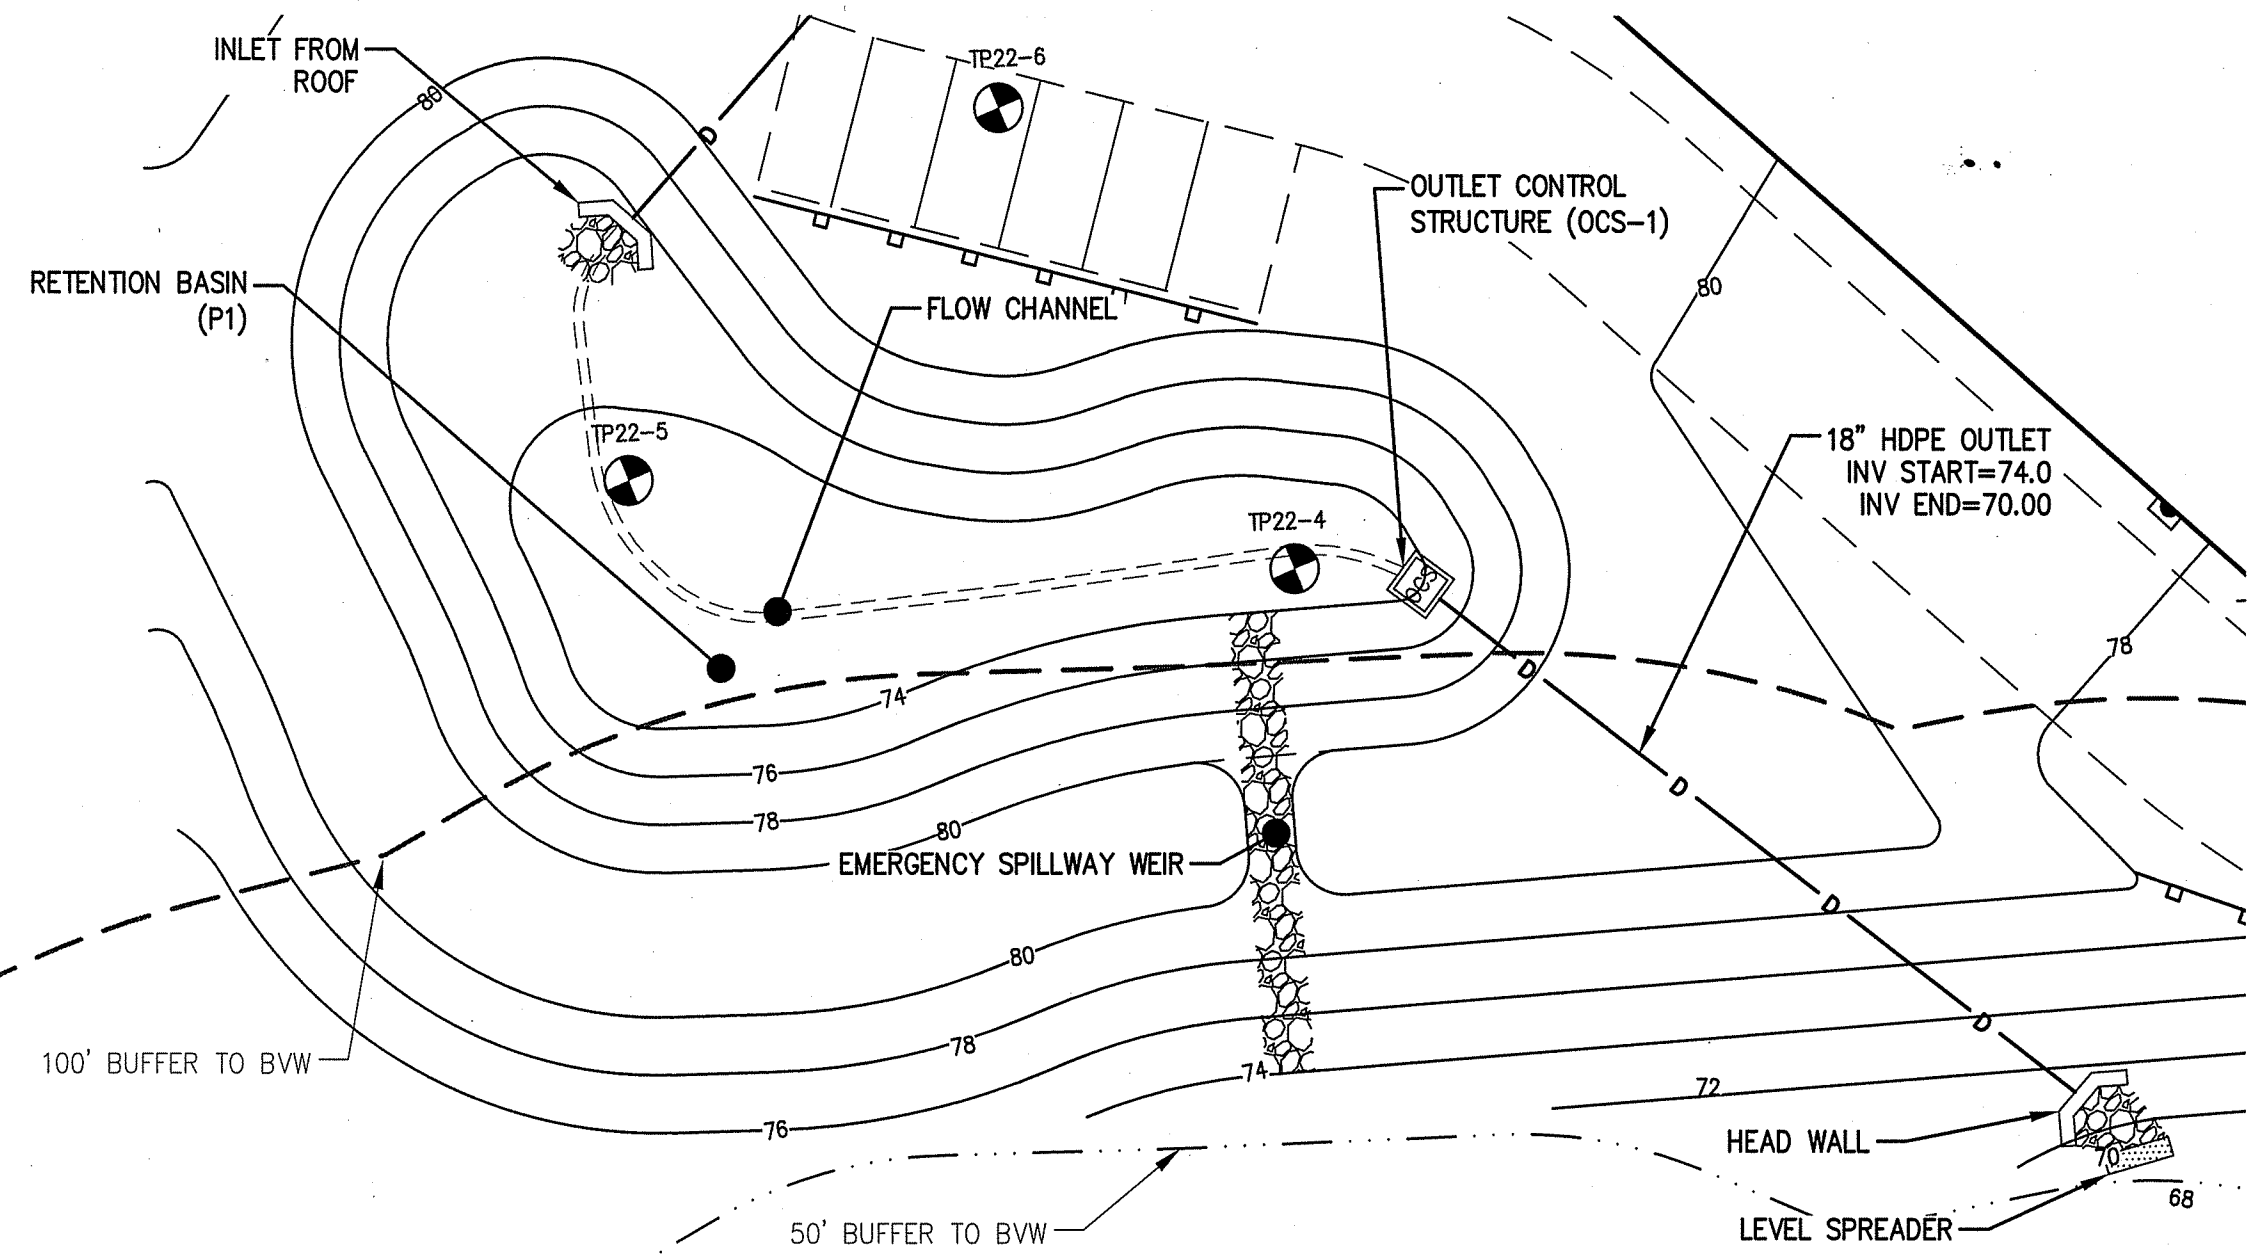 INLET FROM
ROOF
80
D
TP22-6
OUTLET CONTROL
STRUCTURE (OCS-1)
RETENTION BASIN
(P1)
FLOW CHANNEL
80
TP22-5
18" HDPE OUTLET
INV START=74.0
INV END=70.00
TP22-4
OCS
78
D
74
76
78
80
D
EMERGENCY SPILLWAY WEIR
D
80
78
D
100' BUFFER TO BVW
74
72
76
HEAD WALL
70
68
50' BUFFER TO BVW
LEVEL SPREADER